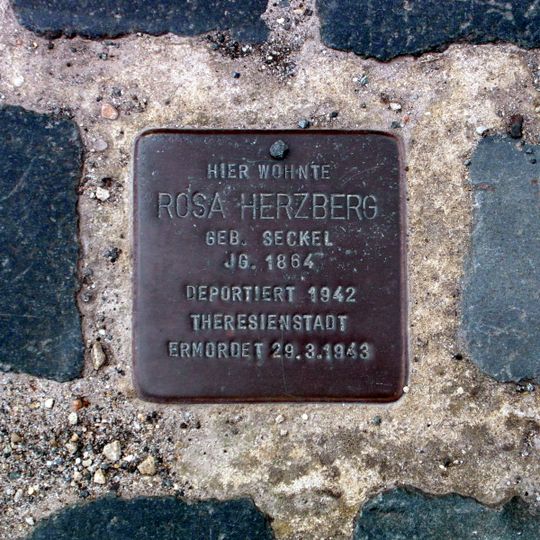 HIER WOHNTE
ROSA HERZBERG
GEB. SECKEL
JG. 1864
DEPORTIERT 1942
THERESIENSTADT
ERMORDET 29.3.1943